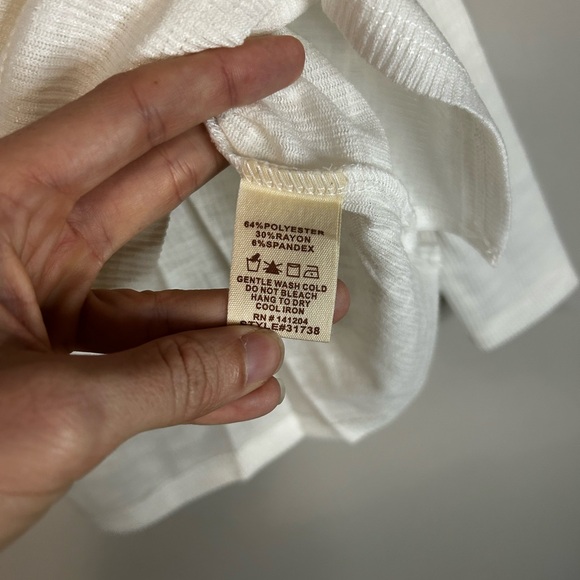 64%POLYESTER
30%RAYON
6%SPANDEX
GENTLE WASH COLD
DO NOT BLEACH
HANG TO DRY
COOL IRON
RN # 141204
STYLE#31738